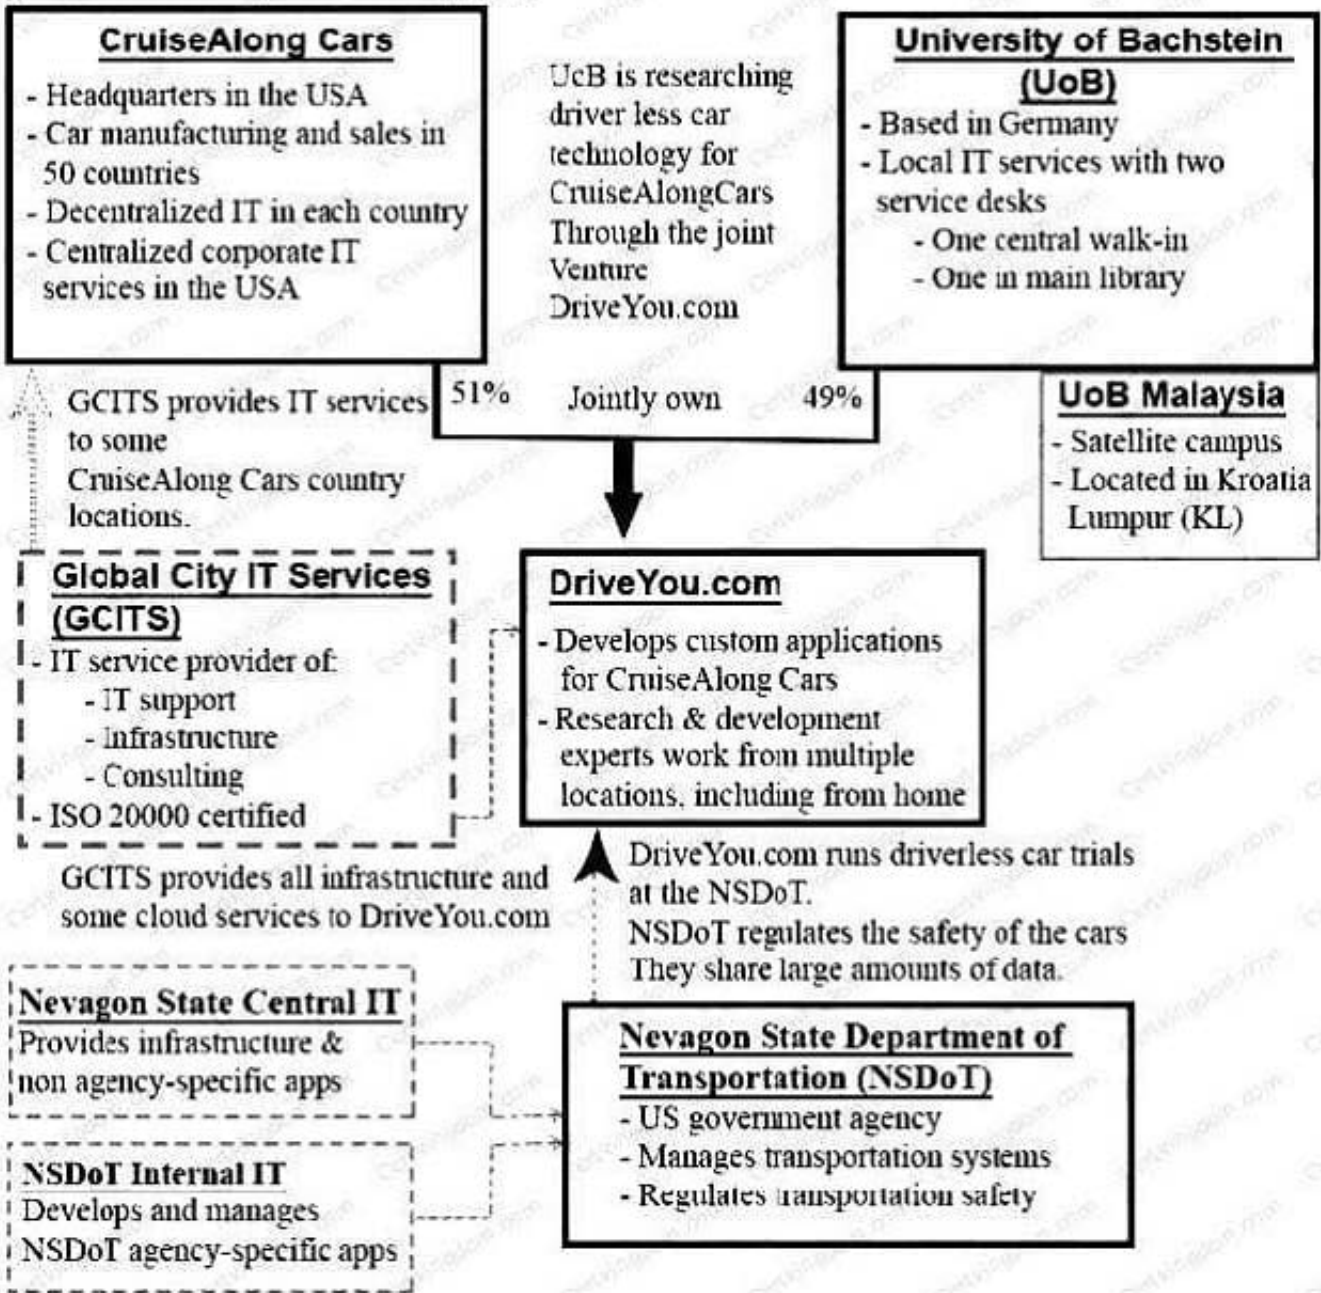 CruiseAlong Cars
- Headquarters in the USA
- Car manufacturing and sales in
50 countries
- Decentralized IT in each country
- Centralized corporate IT
services in the USA
UcB is researching
driver less car
technology for
CruiseAlongCars
Through the joint
Venture
DriveYou.com
University of Bachstein
(UoB)
- Based in Germany
- Local IT services with two
service desks
- One central walk-in
- One in main library
51% Jointly own 49%
UoB Malaysia
- Satellite campus
- Located in Kroatia
Lumpur (KL)
GCITS provides IT services
to some
CruiseAlong Cars country
locations.
Global City IT Services
(GCITS)
- IT service provider of:
- IT support
- Infrastructure
- Consulting
- ISO 20000 certified
DriveYou.com
- Develops custom applications
for CruiseAlong Cars
- Research & development
experts work from multiple
locations, including from home
GCITS provides all infrastructure and
some cloud services to DriveYou.com
DriveYou.com runs driverless car trials
at the NSDoT.
NSDoT regulates the safety of the cars
They share large amounts of data.
Nevagon State Central IT
Provides infrastructure &
non agency-specific apps
NSDoT Internal IT
Develops and manages
NSDoT agency-specific apps
Nevagon State Department of
Transportation (NSDoT)
- US government agency
- Manages transportation systems
- Regulates transportation safety